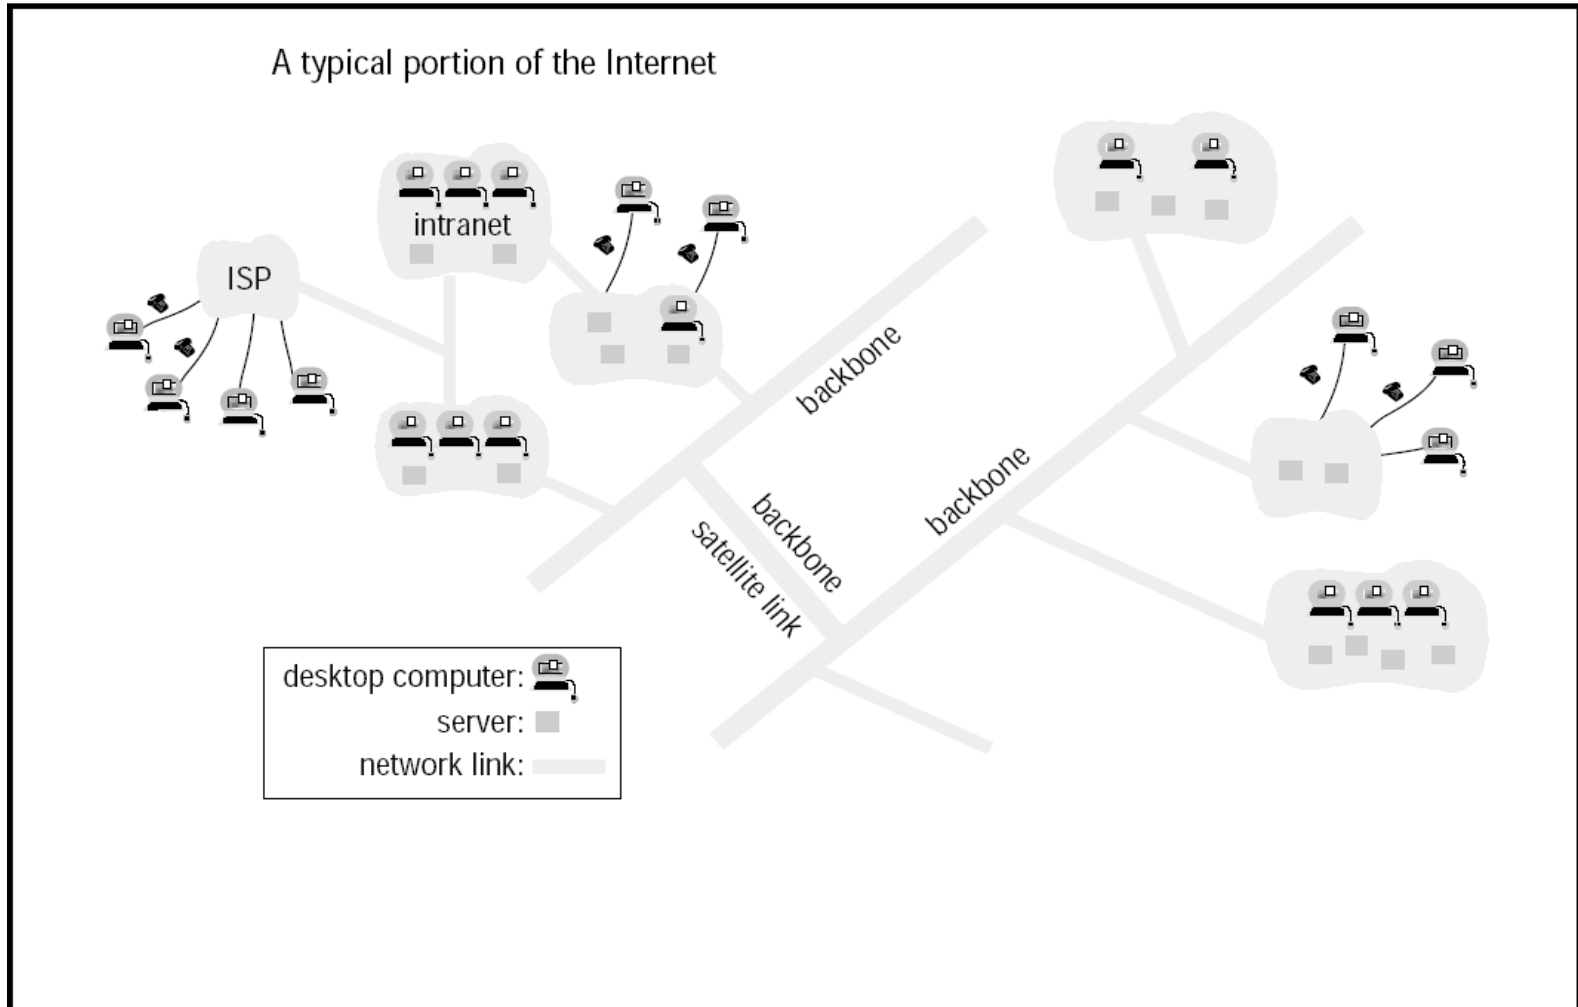 A typical portion of the Internet
intranet
ISP
backbone
backbone
backbone
satellite link
desktop computer:
server:
network link: